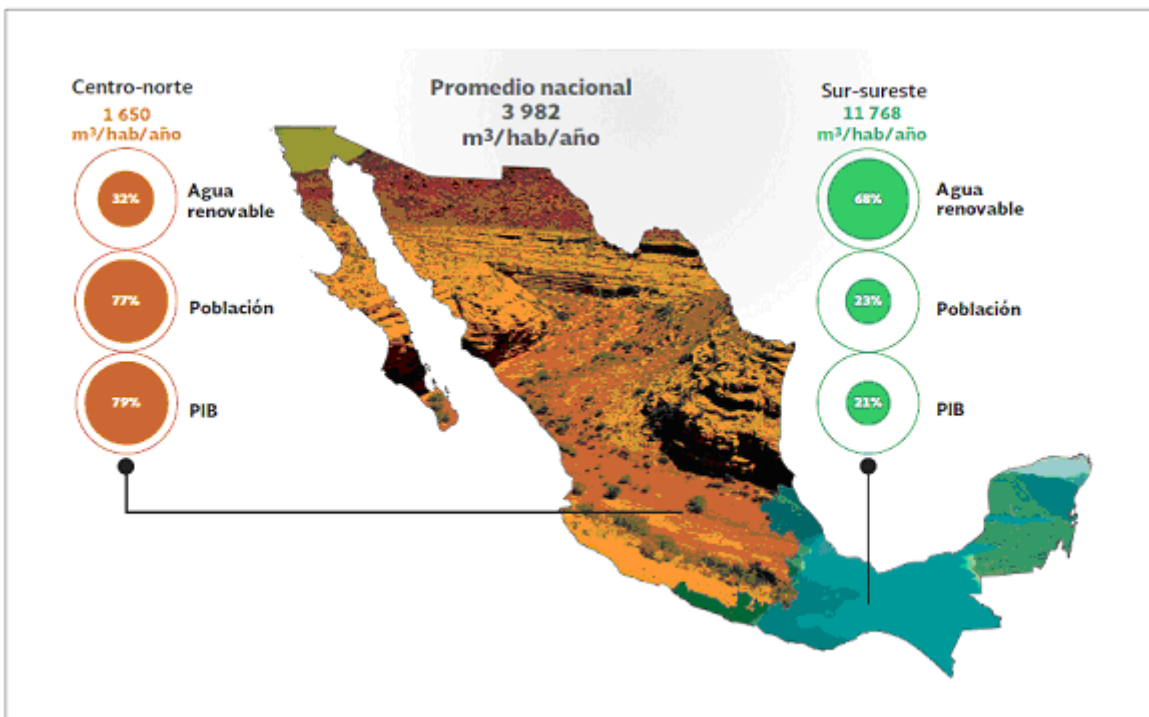 Centro-norte
1 650
m³/hab/año
32%
Agua
renovable
77%
Población
79%
PIB
Promedio nacional
3 982
m³/hab/año
Sur-sureste
11 768
m³/hab/año
68%
Agua
renovable
23%
Población
21%
PIB